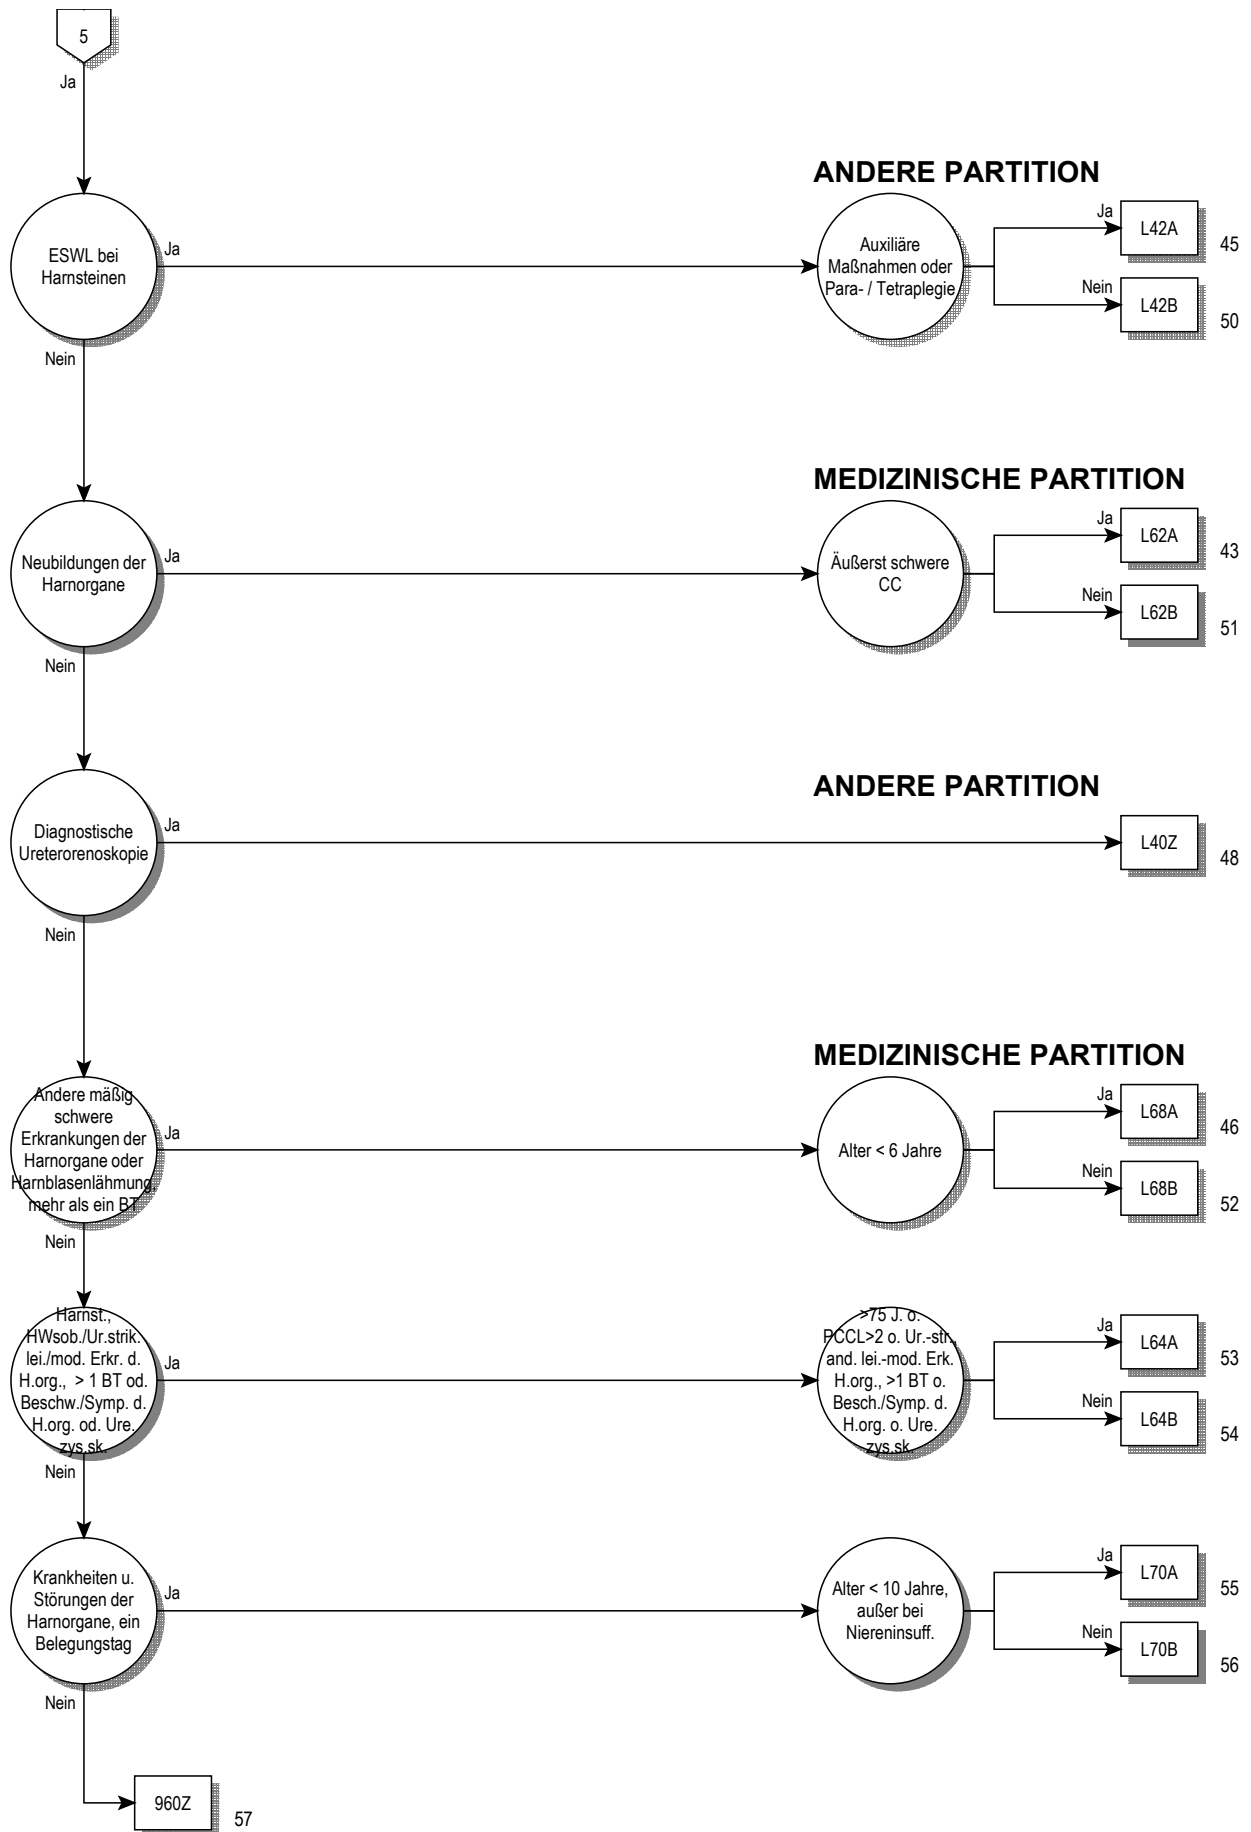 5
Ja
ANDERE PARTITION
ESWL bei
Harnsteinen
Ja
Auxiliäre
Maßnahmen oder
Para- / Tetraplegie
Ja
L42A
45
Nein
L42B
50
Nein
MEDIZINISCHE PARTITION
Neubildungen der
Harnorgane
Ja
Äußerst schwere
CC
Ja
L62A
43
Nein
L62B
51
Nein
ANDERE PARTITION
Diagnostische
Ureterorenoskopie
Ja
L40Z
48
Nein
MEDIZINISCHE PARTITION
Andere mäßig
schwere
Erkrankungen der
Harnorgane oder
Harnblasenlähmung,
mehr als ein BT
Ja
Alter < 6 Jahre
Ja
L68A
46
Nein
L68B
52
Nein
Harnst.,
HWsob./Ur.strik.
lei./mod. Erkr. d.
H.org., > 1 BT od.
Beschw./Symp. d.
H.org. od. Ure.
zys.sk.
Ja
>75 J. o.
PCCL>2 o. Ur.-str.,
and. lei.-mod. Erk.
H.org., >1 BT o.
Besch./Symp. d.
H.org. o. Ure.
zys.sk.
Ja
L64A
53
Nein
L64B
54
Nein
Krankheiten u.
Störungen der
Harnorgane, ein
Belegungstag
Ja
Alter < 10 Jahre,
außer bei
Niereninsuff.
Ja
L70A
55
Nein
L70B
56
Nein
960Z
57